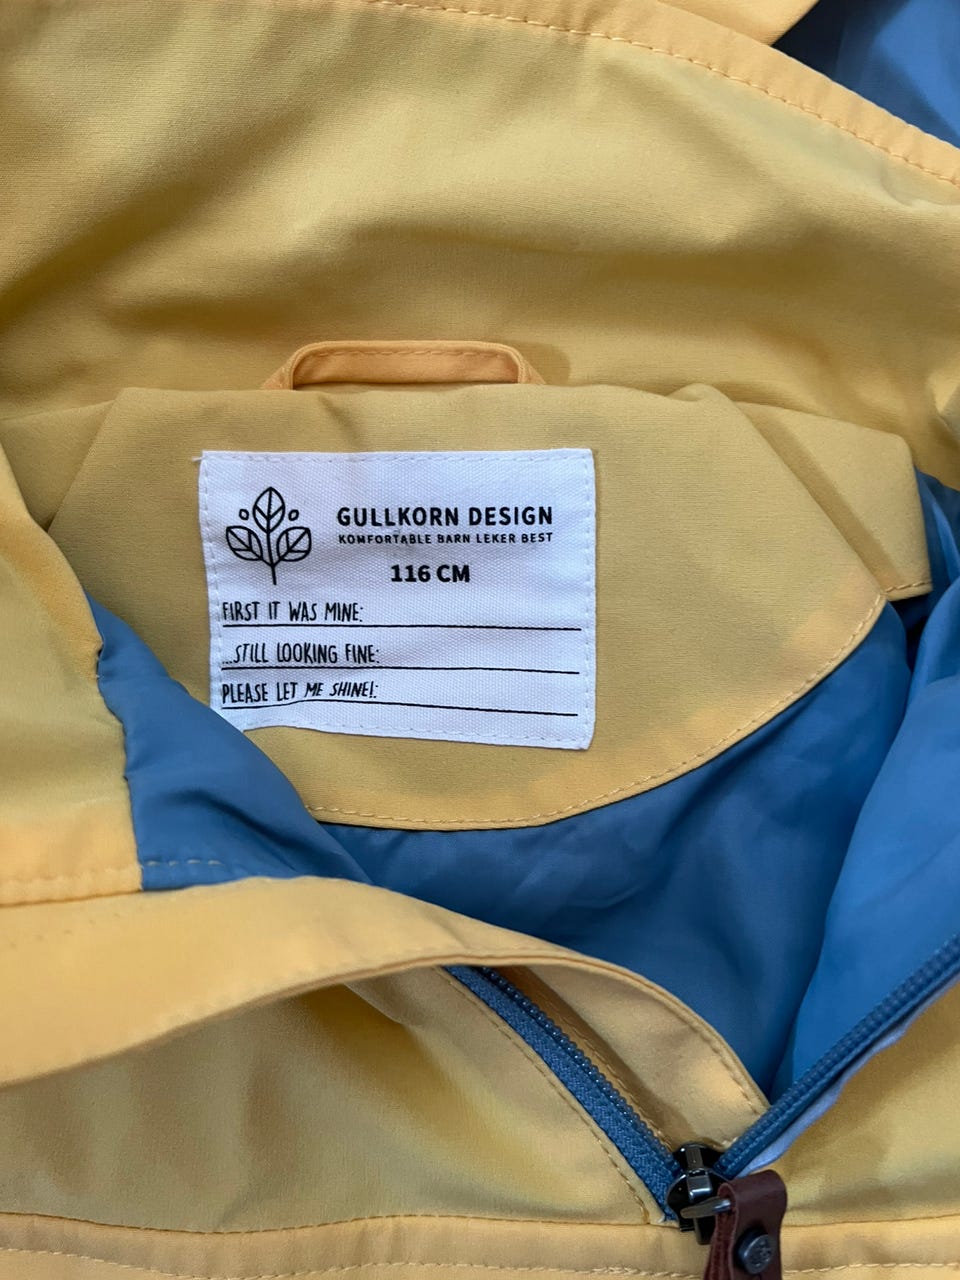 GULLKORN DESIGN
KOMFORTABLE BARN LEKER BEST
116 CM
FIRST IT WAS MINE:
...STILL LOOKING FINE:
PLEASE LET ME SHINE!: